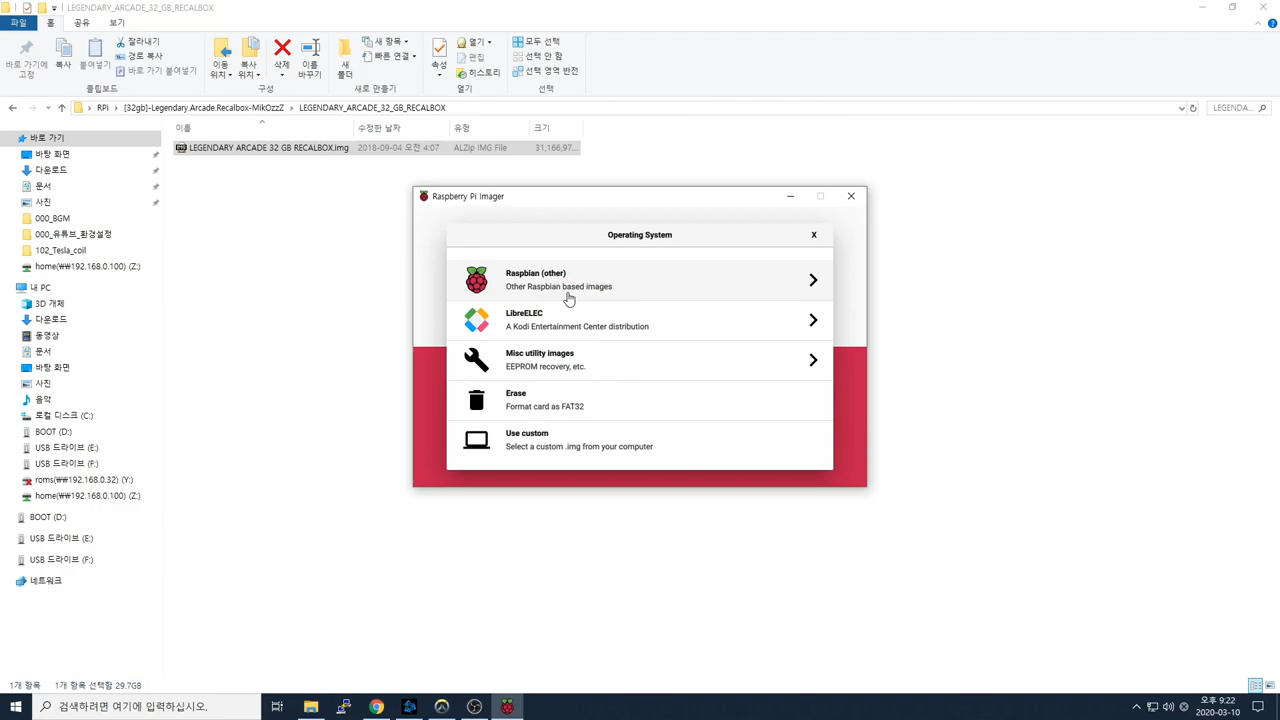 LEGENDARY_ARCADE_32_GB_RECALBOX
파일
홈
공유
보기
바로 가기에 고정
복사
붙여넣기
잘라내기
경로 복사
바로 가기 붙여넣기
이동 위치
복사 위치
삭제
이름 바꾸기
새 폴더
새 항목
빠른 연결
속성
열기
편집
히스토리
모두 선택
선택 안 함
선택 영역 반전
클립보드
구성
새로 만들기
열기
선택
RPi > [32gb]-Legendary.Arcade.Recalbox-MikOzzZ > LEGENDARY_ARCADE_32_GB_RECALBOX
LEGENDA...
이름
수정한 날짜
유형
크기
LEGENDARY ARCADE 32 GB RECALBOX.img
2018-09-04 오전 4:07
ALZip IMG File
31,166,97...
바로 가기
바탕 화면
다운로드
문서
사진
000_BGM
000_유튜브_환경설정
102_Tesla_coil
home(₩₩192.168.0.100) (Z:)
내 PC
3D 개체
다운로드
동영상
문서
바탕 화면
사진
음악
로컬 디스크 (C:)
BOOT (D:)
USB 드라이브 (E:)
USB 드라이브 (F:)
roms(₩₩192.168.0.32) (Y:)
home(₩₩192.168.0.100) (Z:)
BOOT (D:)
USB 드라이브 (E:)
USB 드라이브 (F:)
네트워크
Raspberry Pi Imager
Operating System
X
Raspbian (other)
Other Raspbian based images
LibreELEC
A Kodi Entertainment Center distribution
Misc utility images
EEPROM recovery, etc.
Erase
Format card as FAT32
Use custom
Select a custom .img from your computer
1개 항목
1개 항목 선택함 29.7GB
검색하려면 여기에 입력하십시오.
오후 9:22
2020-03-10